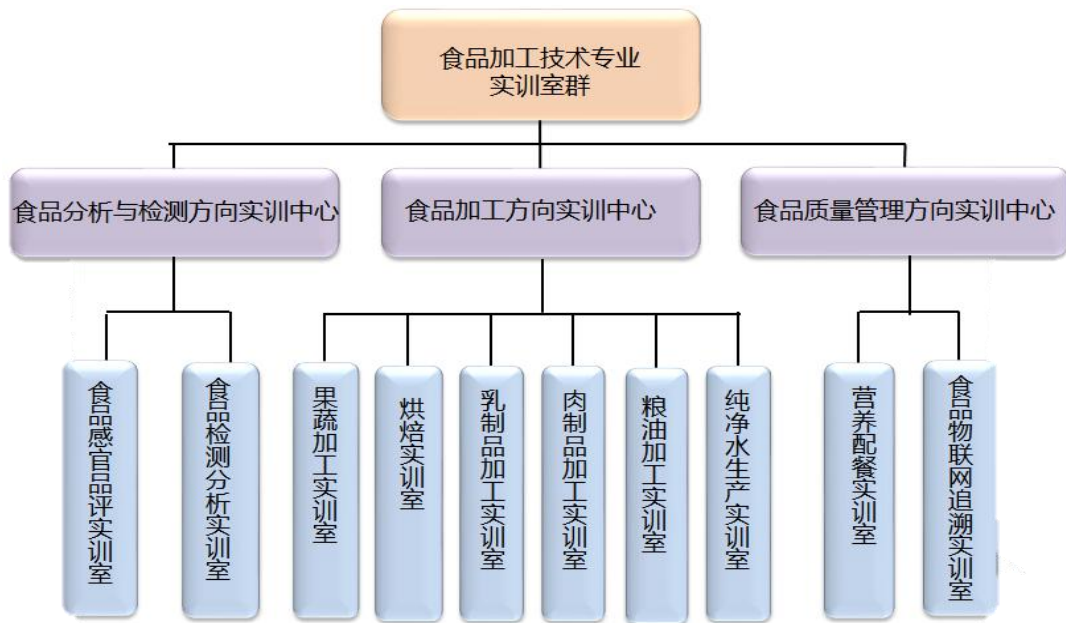 食品加工技术专业
实训室群
食品分析与检测方向实训中心
食品加工方向实训中心
食品质量管理方向实训中心
食品感官品评实训室
食品检测分析实训室
果蔬加工实训室
烘焙实训室
乳制品加工实训室
肉制品加工实训室
粮油加工实训室
纯净水生产实训室
营养配餐实训室
食品物联网追溯实训室